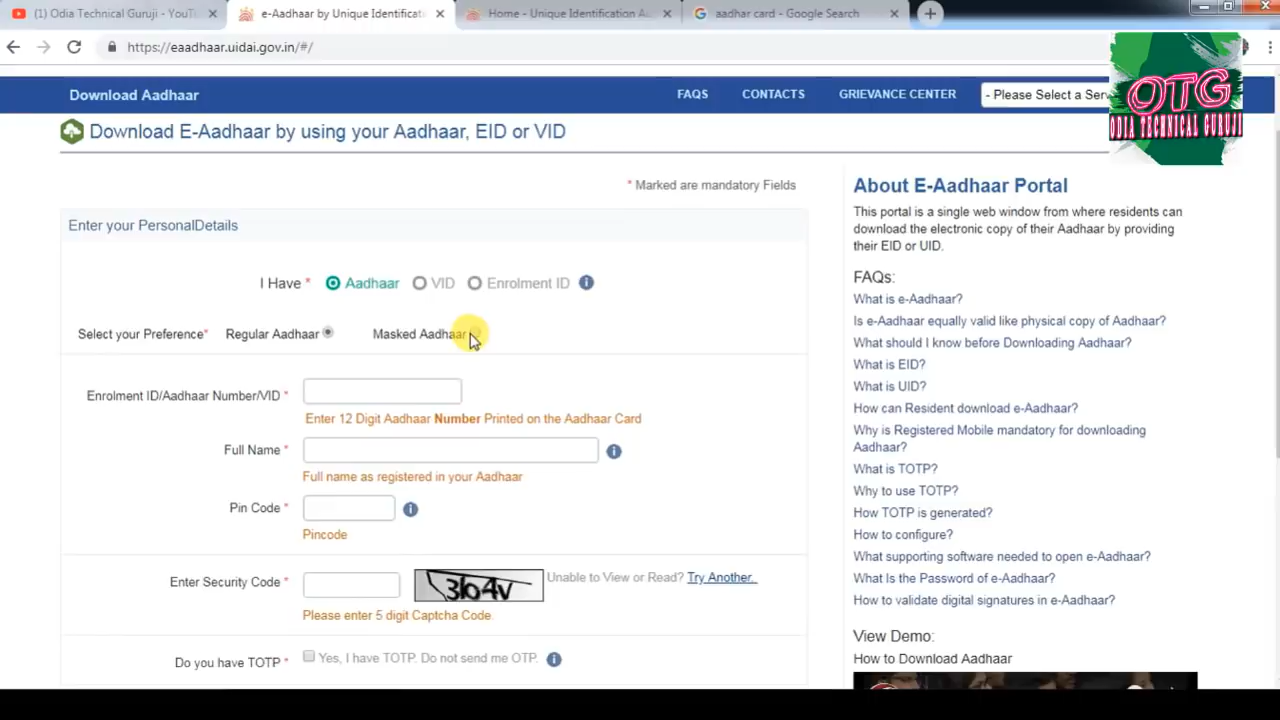 (1) Odia Technical Guruji - YouT
e-Aadhaar by Unique Identificati
Home - Unique Identification Au
aadhar card - Google Search
https://eaadhaar.uidai.gov.in/#/
OTG
ODIA TECHNICAL GURUJI
Download Aadhaar
FAQS
CONTACTS
GRIEVANCE CENTER
- Please Select a Serv
Download E-Aadhaar by using your Aadhaar, EID or VID
* Marked are mandatory Fields
Enter your PersonalDetails
I Have * Aadhaar VID Enrolment ID
Select your Preference* Regular Aadhaar Masked Aadhaar
Enrolment ID/Aadhaar Number/VID *
Enter 12 Digit Aadhaar Number Printed on the Aadhaar Card
Full Name *
Full name as registered in your Aadhaar
Pin Code *
Pincode
Enter Security Code *
Unable to View or Read? Try Another.
Please enter 5 digit Captcha Code.
Do you have TOTP * Yes, I have TOTP. Do not send me OTP.
About E-Aadhaar Portal
This portal is a single web window from where residents can
download the electronic copy of their Aadhaar by providing
their EID or UID.
FAQs:
What is e-Aadhaar?
Is e-Aadhaar equally valid like physical copy of Aadhaar?
What should I know before Downloading Aadhaar?
What is EID?
What is UID?
How can Resident download e-Aadhaar?
Why is Registered Mobile mandatory for downloading
Aadhaar?
What is TOTP?
Why to use TOTP?
How TOTP is generated?
How to configure?
What supporting software needed to open e-Aadhaar?
What Is the Password of e-Aadhaar?
How to validate digital signatures in e-Aadhaar?
View Demo:
How to Download Aadhaar